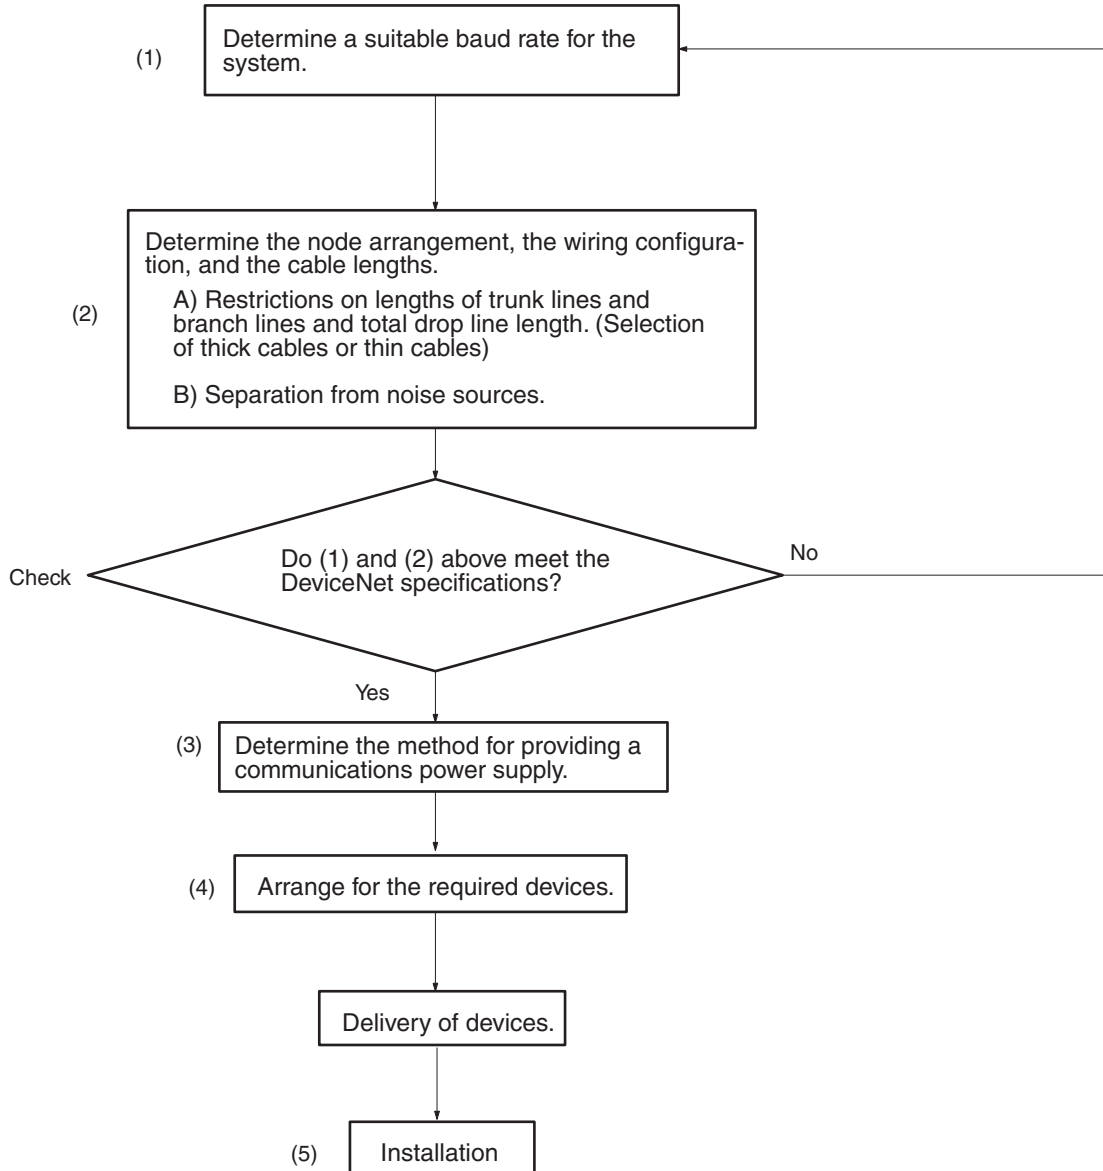 (1)
Determine a suitable baud rate for the
system.
(2)
Determine the node arrangement, the wiring configura-
tion, and the cable lengths.
A) Restrictions on lengths of trunk lines and
branch lines and total drop line length. (Selection
of thick cables or thin cables)
B) Separation from noise sources.
Check
Do (1) and (2) above meet the
DeviceNet specifications?
No
Yes
(3)
Determine the method for providing a
communications power supply.
(4)
Arrange for the required devices.
Delivery of devices.
(5)
Installation